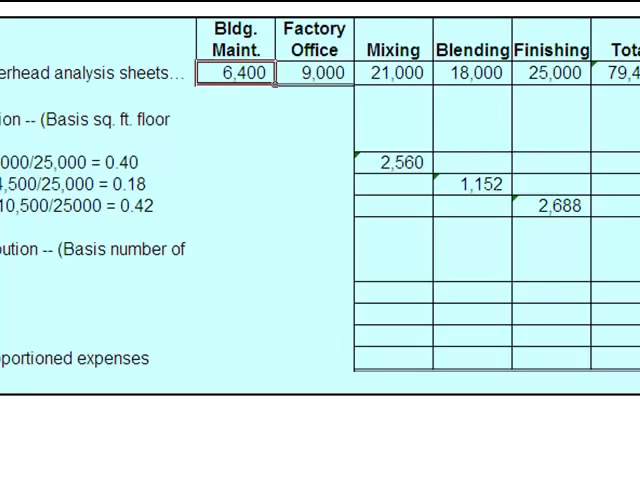 Bldg. Factory
Maint. Office Mixing Blending Finishing Tota
erhead analysis sheets... 6,400 9,000 21,000 18,000 25,000 79,4
ion -- (Basis sq. ft. floor
000/25,000 = 0.40 2,560
4,500/25,000 = 0.18 1,152
10,500/25000 = 0.42 2,688
oution -- (Basis number of
portioned expenses